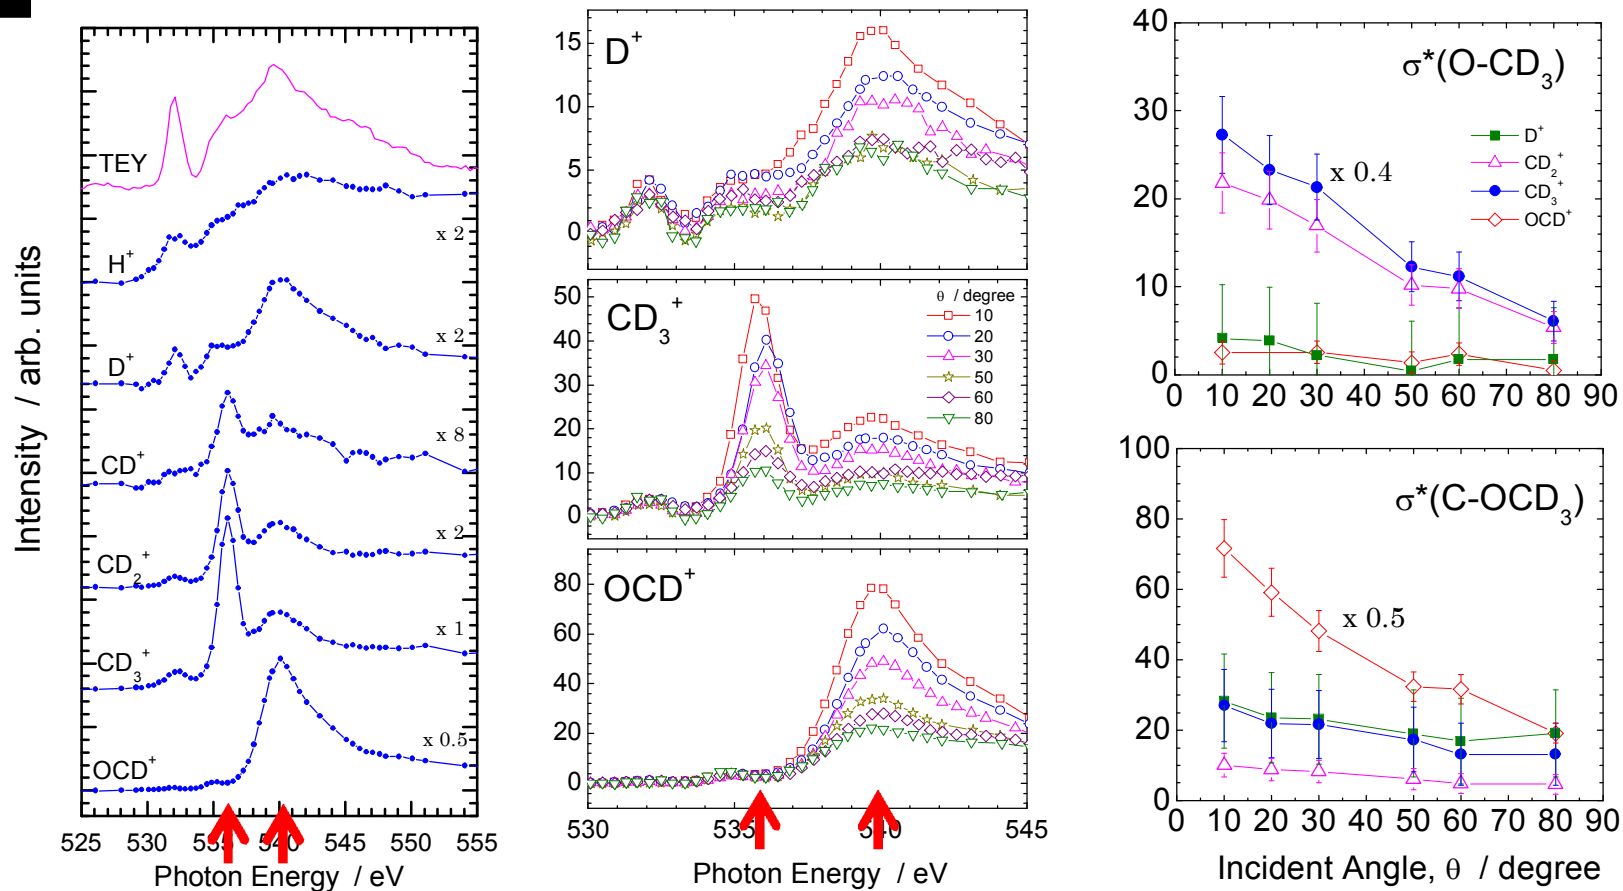 Intensity / arb. units
TEY
H⁺
x 2
D⁺
x 2
CD⁺
x 8
CD₂⁺
x 2
CD₃⁺
x 1
OCD⁺
x 0.5
525 530 535 540 545 550 555
Photon Energy / eV
D⁺
15
10
5
0
CD₃⁺
50
40
30
20
10
0
θ / degree
10
20
30
50
60
80
OCD⁺
80
60
40
20
0
530 535 540 545
Photon Energy / eV
σ*(O-CD₃)
40
30
20
10
0
x 0.4
D⁺
CD₂⁺
CD₃⁺
OCD⁺
0 10 20 30 40 50 60 70 80 90
σ*(C-OCD₃)
100
80
60
40
20
0
x 0.5
0 10 20 30 40 50 60 70 80 90
Incident Angle, θ / degree